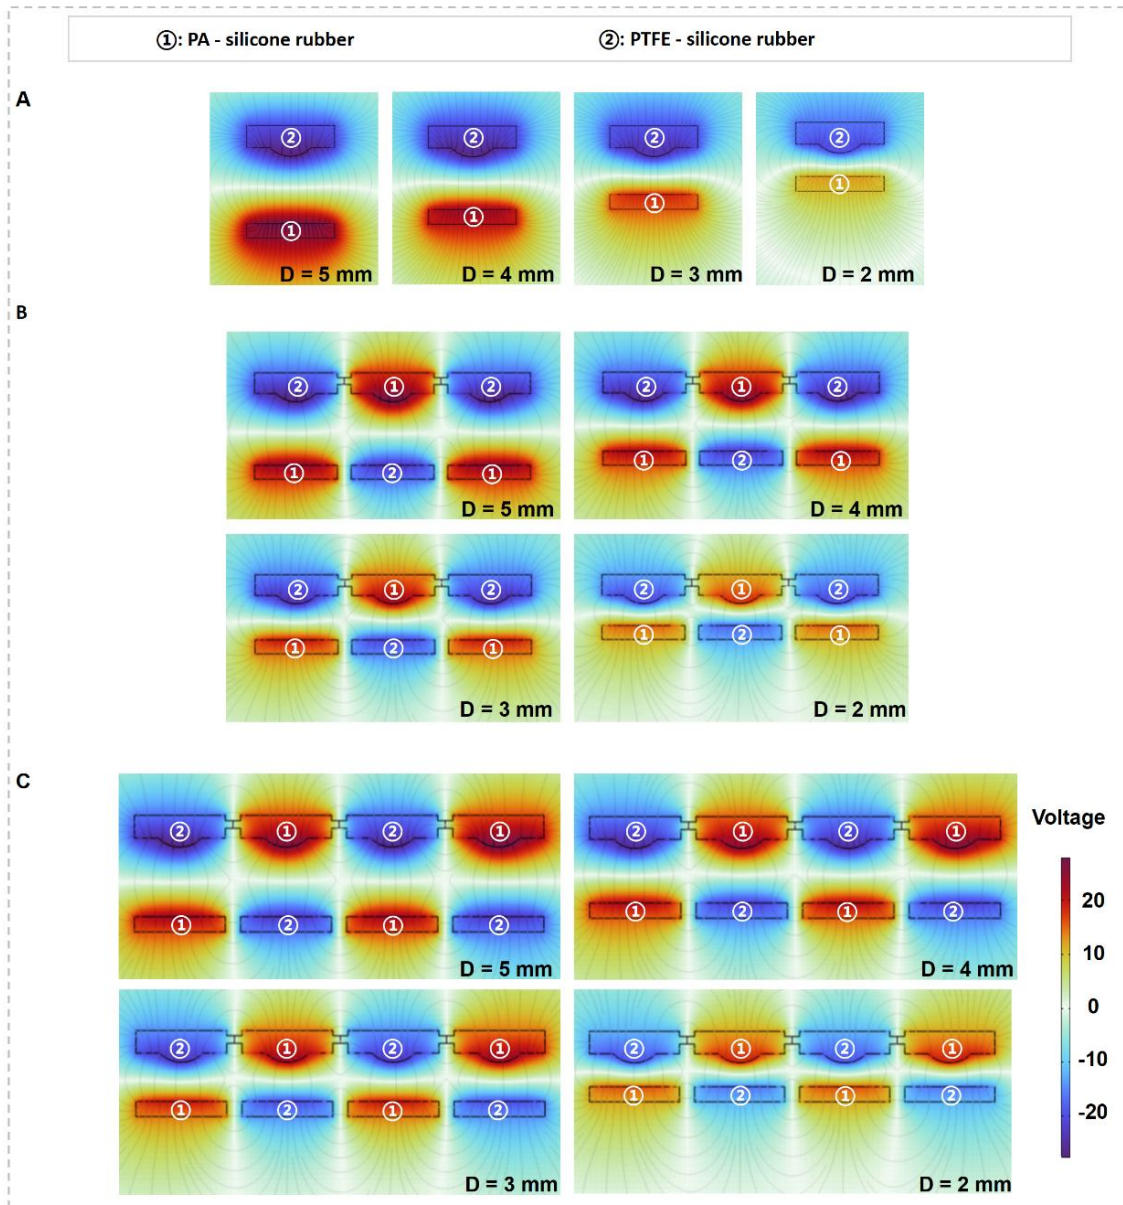 ①: PA - silicone rubber ②: PTFE - silicone rubber
A
② ② ② ②
① ① ① ①
D = 5 mm D = 4 mm D = 3 mm D = 2 mm
B
② ① ② ② ① ②
① ② ① ① ② ①
D = 5 mm D = 4 mm
② ① ② ② ① ②
① ② ① ① ② ①
D = 3 mm D = 2 mm
C
② ① ② ① ② ① ② ①
① ② ① ② ① ② ① ②
D = 5 mm D = 4 mm
② ① ② ① ② ① ② ①
① ② ① ② ① ② ① ②
D = 3 mm D = 2 mm
Voltage
20
10
0
-10
-20